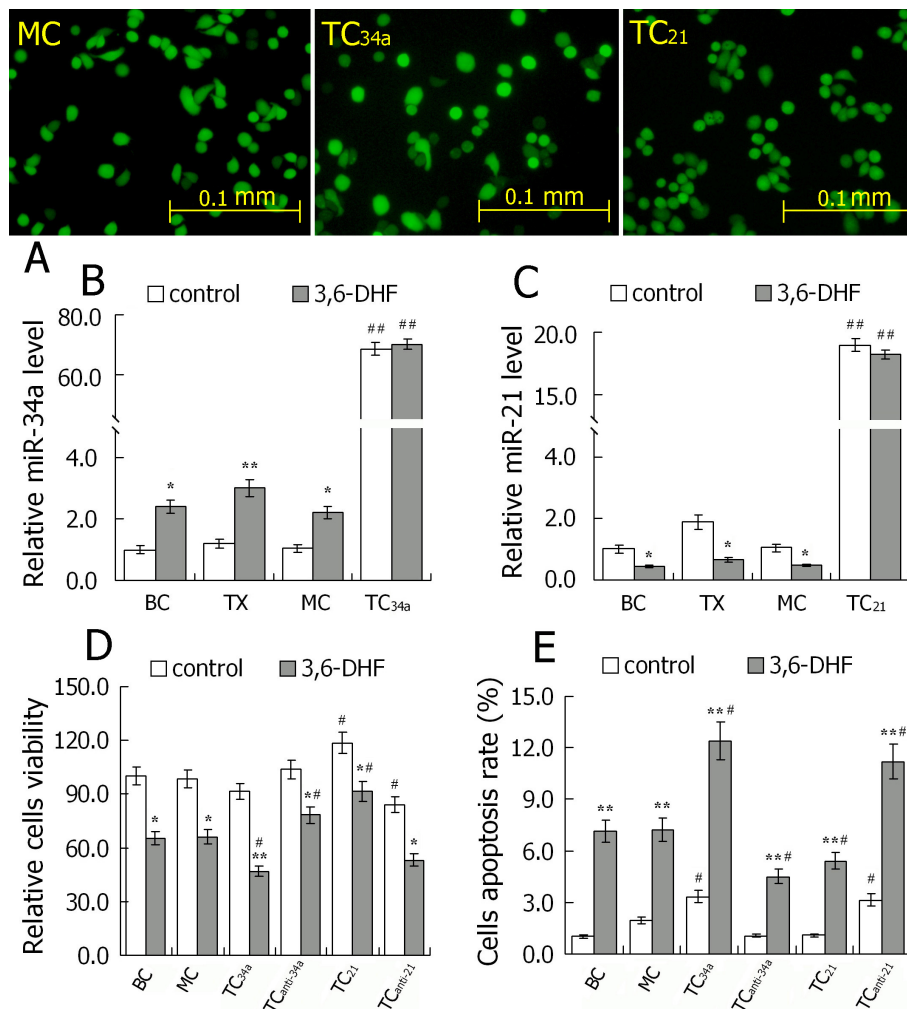 MC TC34a TC21
0.1 mm 0.1 mm 0.1 mm
A
B
control 3,6-DHF
Relative miR-34a level
80.0
60.0
4.0
2.0
0.0
## ##
* ** *
BC TX MC TC34a
C
control 3,6-DHF
Relative miR-21 level
20.0
15.0
4.0
2.0
0.0
## ##
* * *
BC TX MC TC21
D
control 3,6-DHF
Relative cells viability
150.0
120.0
90.0
60.0
30.0
0.0
* * # ** *# # *# # *
BC MC TC34a TCanti-34a TC21 TCanti-21
E
control 3,6-DHF
Cells apoptosis rate (%)
15.0
12.0
9.0
6.0
3.0
0.0
** ** # **# **# **# # **#
BC MC TC34a TCanti-34a TC21 TCanti-21